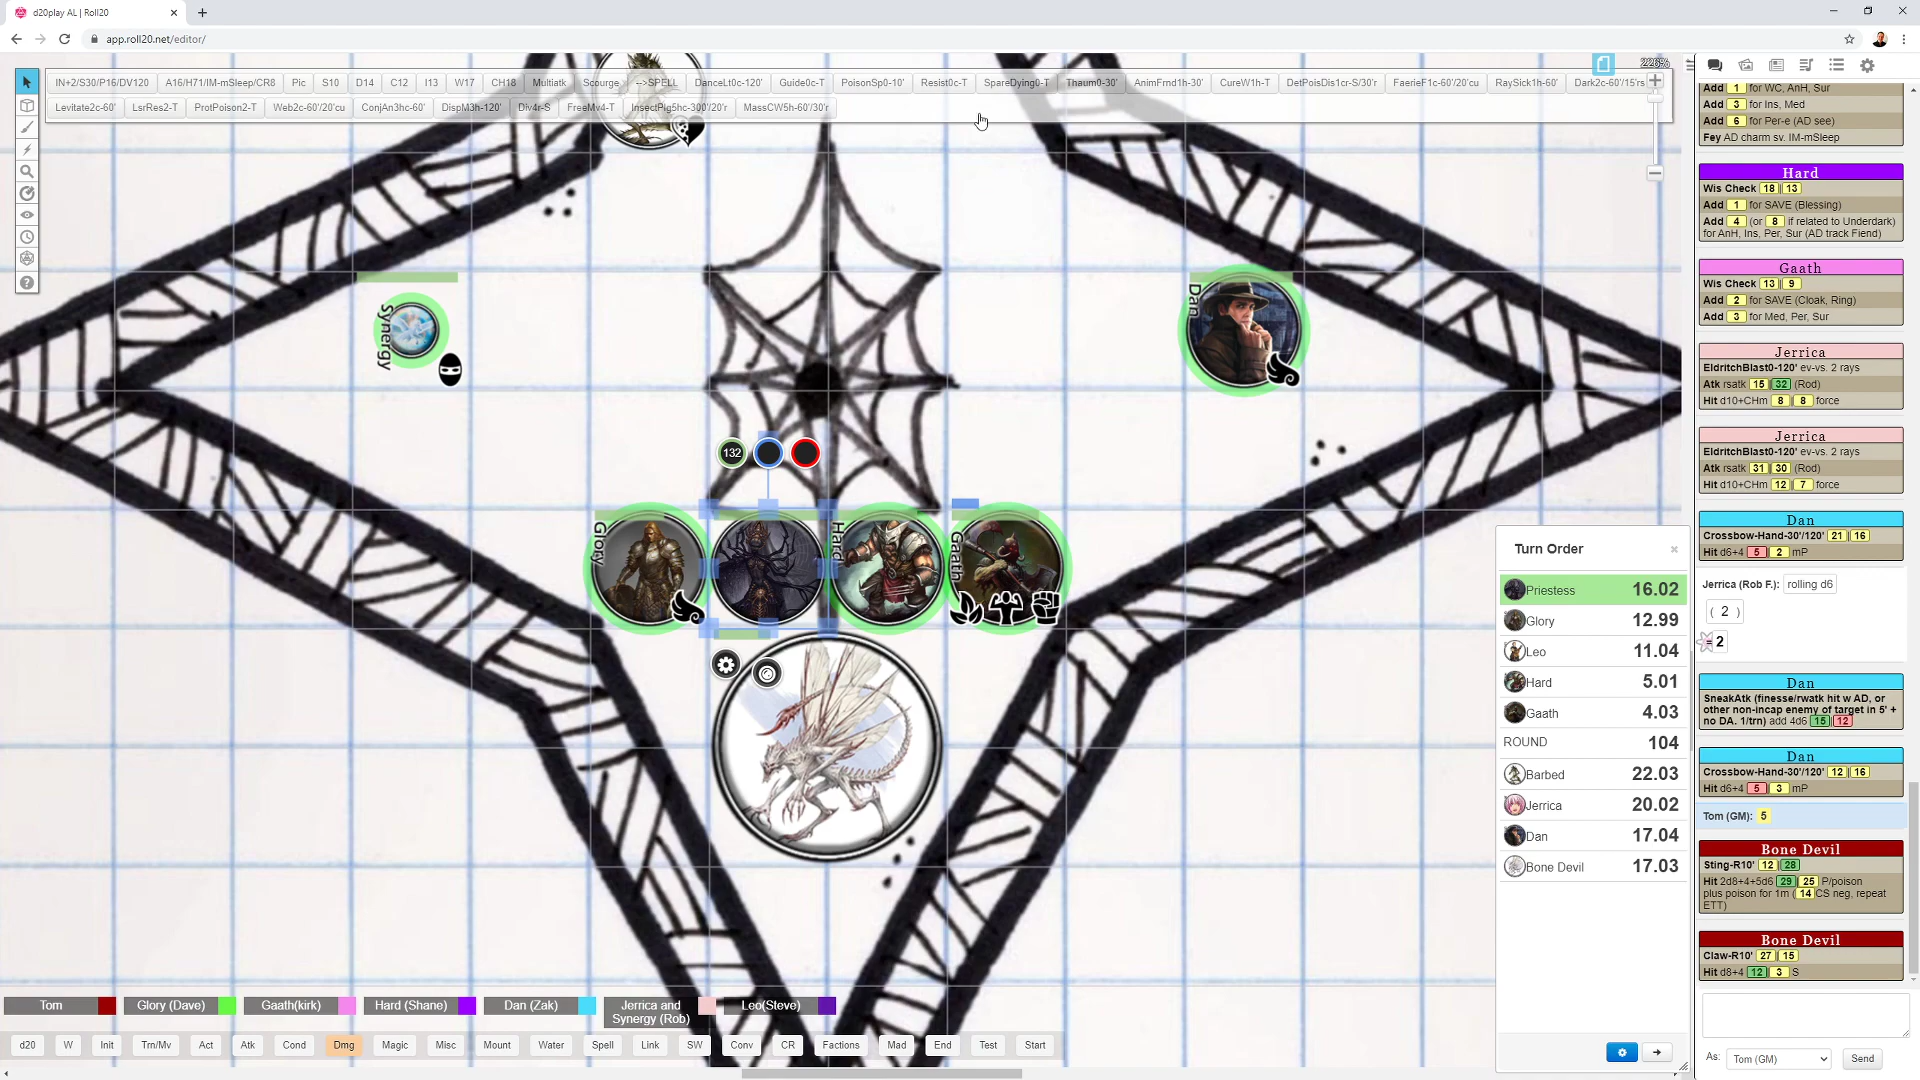 d20play AL | Roll20
app.roll20.net/editor/
IN+2/S30/P16/DV120 A16/H71/IM-mSleep/CR8 Pic S10 D14 C12 I13 W17 CH18 Multiatk Scourge -->SPELL DanceLt0c-120' Guide0c-T PoisonSp0-10' Resist0c-T SpareDying0-T Thaum0-30' AnimFrnd1h-30' CureW1h-T DetPoisDis1cr-S/30'r FaerieF1c-60'/20'cu RaySick1h-60' Dark2c-60'/15'rs
Levitate2c-60' LsrRes2-T ProtPoison2-T Web2c-60'/20'cu ConjAn3hc-60' DispM3h-120' Div4r-S FreeMv4-T InsectPlg5hc-300'/20'r MassCW5h-60'/30'r
226%
Synergy
Dan
132
Glory
Hard
Gaath
Turn Order
Priestess 16.02
Glory 12.99
Leo 11.04
Hard 5.01
Gaath 4.03
ROUND 104
Barbed 22.03
Jerrica 20.02
Dan 17.04
Bone Devil 17.03
Add 1 for WC, AnH, Sur
Add 3 for Ins, Med
Add 6 for Per-e (AD see)
Fey AD charm sv. IM-mSleep
Hard
Wis Check 18 | 13
Add 1 for SAVE (Blessing)
Add 4 (or 8 if related to Underdark)
for AnH, Ins, Per, Sur (AD track Fiend)
Gaath
Wis Check 13 | 9
Add 2 for SAVE (Cloak, Ring)
Add 3 for Med, Per, Sur
Jerrica
EldritchBlast0-120' ev-vs. 2 rays
Atk rsatk 15 | 32 (Rod)
Hit d10+CHm 8 | 8 force
Jerrica
EldritchBlast0-120' ev-vs. 2 rays
Atk rsatk 31 | 30 (Rod)
Hit d10+CHm 12 | 7 force
Dan
Crossbow-Hand-30'/120' 21 | 16
Hit d6+4 5 | 2 mP
Jerrica (Rob F.): rolling d6
( 2 )
= 2
Dan
SneakAtk (finesse/rwatk hit w AD, or
other non-incap enemy of target in 5' +
no DA. 1/trn) add 4d6 15 | 12
Dan
Crossbow-Hand-30'/120' 12 | 16
Hit d6+4 5 | 3 mP
Tom (GM): 5
Bone Devil
Sting-R10' 12 | 28
Hit 2d8+4+5d6 29 | 25 P/poison
plus poison for 1m (14 CS neg, repeat
ETT)
Bone Devil
Claw-R10' 27 | 15
Hit d8+4 12 | 3 S
As: Tom (GM) Send
Tom Glory (Dave) Gaath(kirk) Hard (Shane) Dan (Zak) Jerrica and Leo(Steve)
Synergy (Rob)
d20 W Init Trn/Mv Act Atk Cond Dmg Magic Misc Mount Water Spell Link SW Conv CR Factions Mad End Test Start